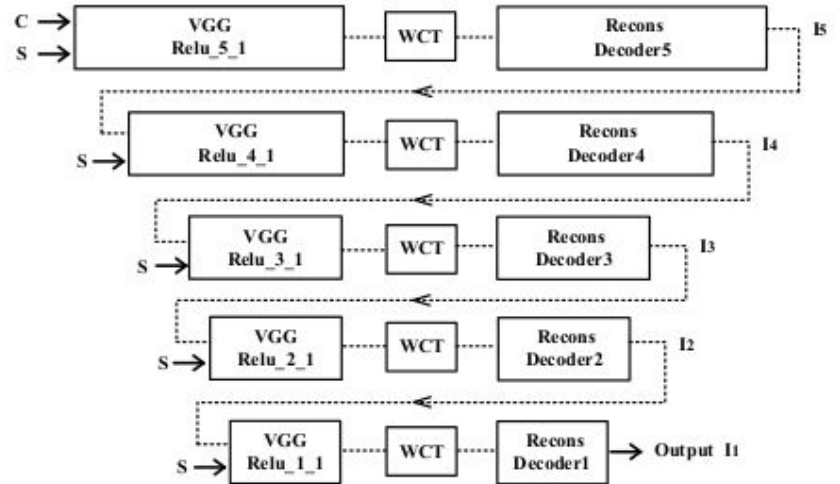 C
S
VGG
Relu_5_1
WCT
Recons
Decoder5
I5
S
VGG
Relu_4_1
WCT
Recons
Decoder4
I4
S
VGG
Relu_3_1
WCT
Recons
Decoder3
I3
S
VGG
Relu_2_1
WCT
Recons
Decoder2
I2
S
VGG
Relu_1_1
WCT
Recons
Decoder1
Output I1